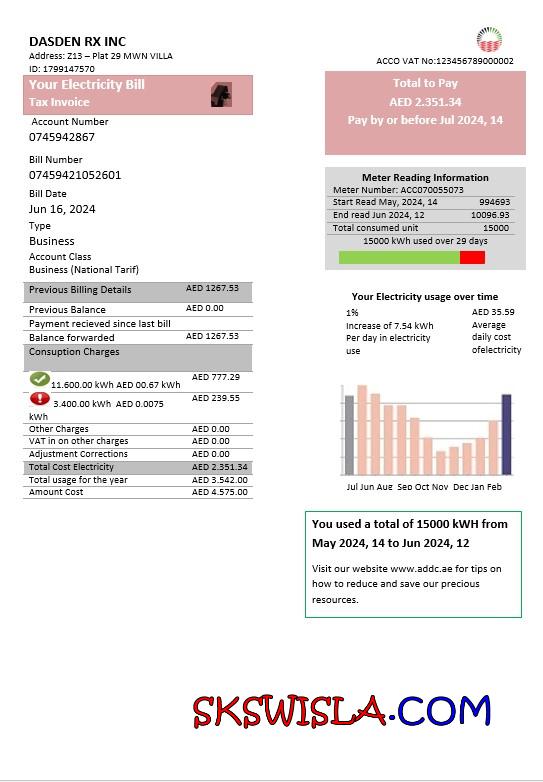 DASDEN RX INC
Address: Z13 – Plat 29 MWN VILLA
ID: 1799147570
ACCO VAT No:123456789000002
Your Electricity Bill
Tax Invoice
Total to Pay
AED 2.351.34
Pay by or before Jul 2024, 14
Account Number
0745942867
Bill Number
07459421052601
Bill Date
Jun 16, 2024
Type
Business
Account Class
Business (National Tarif)
Meter Reading Information
Meter Number: ACC070055073
Start Read May, 2024, 14 994693
End read Jun 2024, 12 10096.93
Total consumed unit 15000
15000 kWh used over 29 days
Previous Billing Details AED 1267.53
Previous Balance AED 0.00
Payment recieved since last bill
Balance forwarded AED 1267.53
Consuption Charges
11.600.00 kWh AED 00.67 kWh AED 777.29
3.400.00 kWh AED 0.0075 AED 239.55
kWh
Other Charges AED 0.00
VAT in on other charges AED 0.00
Adjustment Corrections AED 0.00
Total Cost Electricity AED 2.351.34
Total usage for the year AED 3.542.00
Amount Cost AED 4.575.00
Your Electricity usage over time
1% AED 35.59
Increase of 7.54 kWh Average
Per day in electricity daily cost
use ofelectricity
Jul Jun Aug Sep Oct Nov Dec Jan Feb
You used a total of 15000 kWH from
May 2024, 14 to Jun 2024, 12
Visit our website www.addc.ae for tips on
how to reduce and save our precious
resources.
SKSWISLA.COM